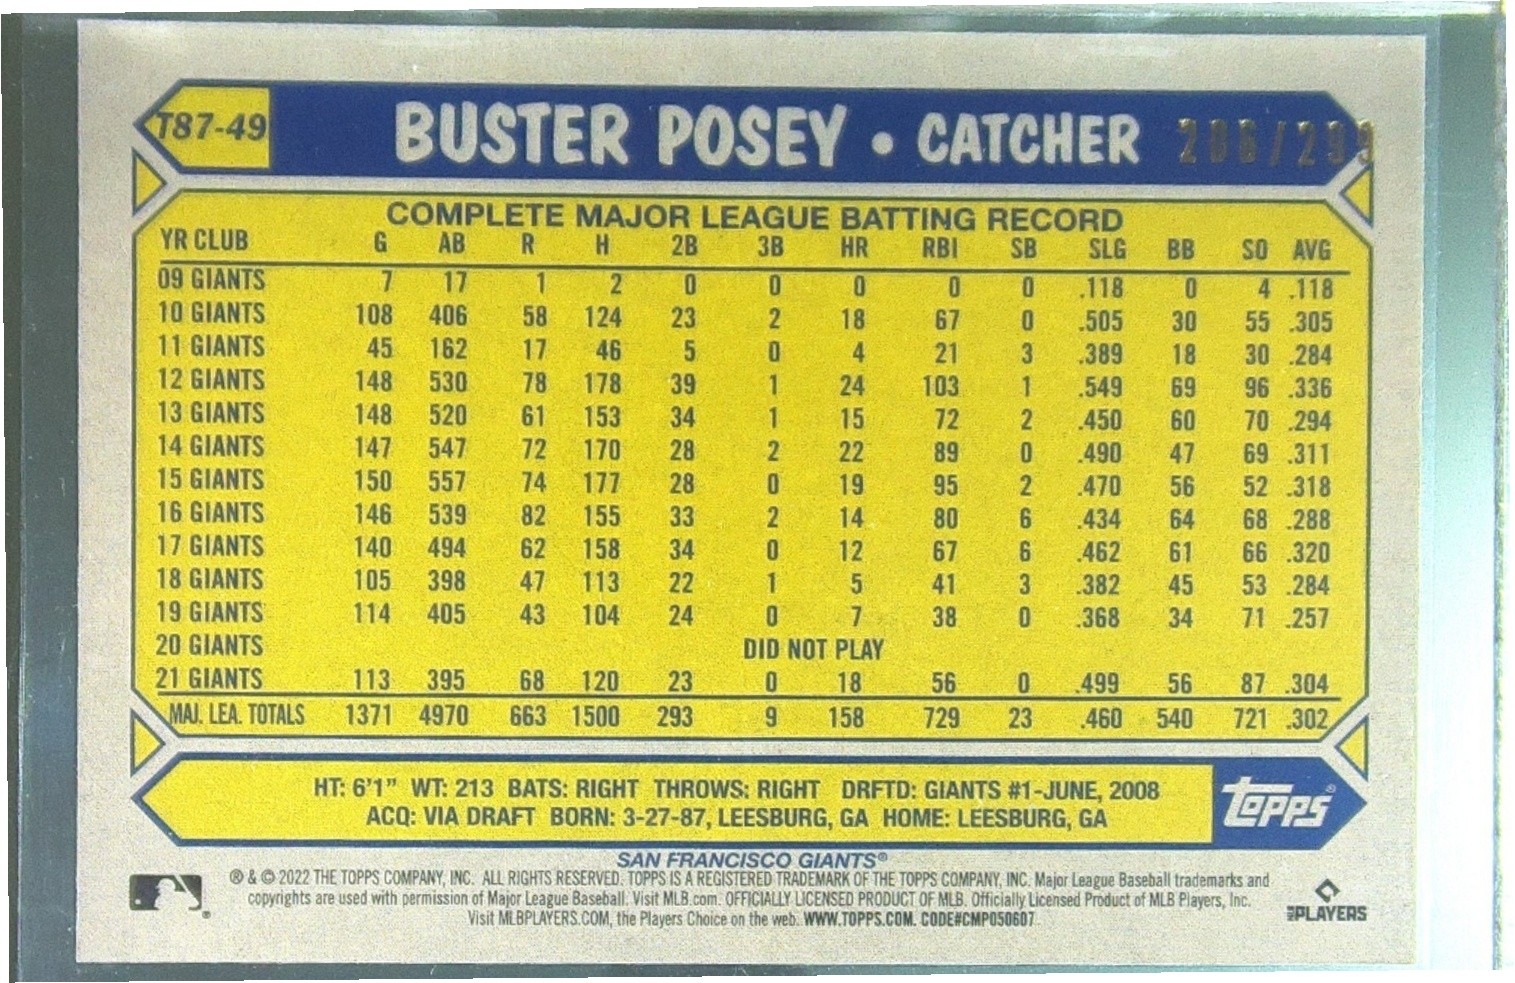 T87-49 BUSTER POSEY • CATCHER 286/299
COMPLETE MAJOR LEAGUE BATTING RECORD
YR CLUB G AB R H 2B 3B HR RBI SB SLG BB SO AVG
09 GIANTS 7 17 1 2 0 0 0 0 0 .118 0 4 .118
10 GIANTS 108 406 58 124 23 2 18 67 0 .505 30 55 .305
11 GIANTS 45 162 17 46 5 0 4 21 3 .389 18 30 .284
12 GIANTS 148 530 78 178 39 1 24 103 1 .549 69 96 .336
13 GIANTS 148 520 61 153 34 1 15 72 2 .450 60 70 .294
14 GIANTS 147 547 72 170 28 2 22 89 0 .490 47 69 .311
15 GIANTS 150 557 74 177 28 0 19 95 2 .470 56 52 .318
16 GIANTS 146 539 82 155 33 2 14 80 6 .434 64 68 .288
17 GIANTS 140 494 62 158 34 0 12 67 6 .462 61 66 .320
18 GIANTS 105 398 47 113 22 1 5 41 3 .382 45 53 .284
19 GIANTS 114 405 43 104 24 0 7 38 0 .368 34 71 .257
20 GIANTS DID NOT PLAY
21 GIANTS 113 395 68 120 23 0 18 56 0 .499 56 87 .304
MAJ. LEA. TOTALS 1371 4970 663 1500 293 9 158 729 23 .460 540 721 .302
HT: 6'1" WT: 213 BATS: RIGHT THROWS: RIGHT DRFTD: GIANTS #1-JUNE, 2008
ACQ: VIA DRAFT BORN: 3-27-87, LEESBURG, GA HOME: LEESBURG, GA
Topps®
SAN FRANCISCO GIANTS®
® & © 2022 THE TOPPS COMPANY, INC. ALL RIGHTS RESERVED. TOPPS IS A REGISTERED TRADEMARK OF THE TOPPS COMPANY, INC. Major League Baseball trademarks and
copyrights are used with permission of Major League Baseball. Visit MLB.com. OFFICIALLY LICENSED PRODUCT OF MLB. Officially Licensed Product of MLB Players, Inc.
Visit MLBPLAYERS.COM, the Players Choice on the web. WWW.TOPPS.COM. CODE#CMP050607
MLB PLAYERS